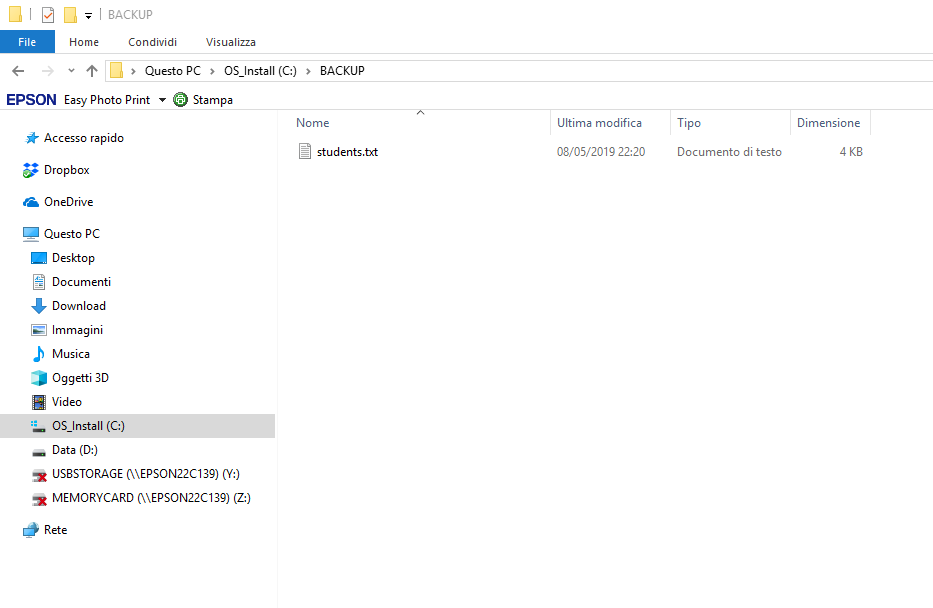 BACKUP
File Home Condividi Visualizza
Questo PC OS_Install (C:) BACKUP
EPSON Easy Photo Print Stampa
Nome Ultima modifica Tipo Dimensione
students.txt 08/05/2019 22:20 Documento di testo 4 KB
Accesso rapido
Dropbox
OneDrive
Questo PC
Desktop
Documenti
Download
Immagini
Musica
Oggetti 3D
Video
OS_Install (C:)
Data (D:)
USBSTORAGE (\\EPSON22C139) (Y:)
MEMORYCARD (\\EPSON22C139) (Z:)
Rete